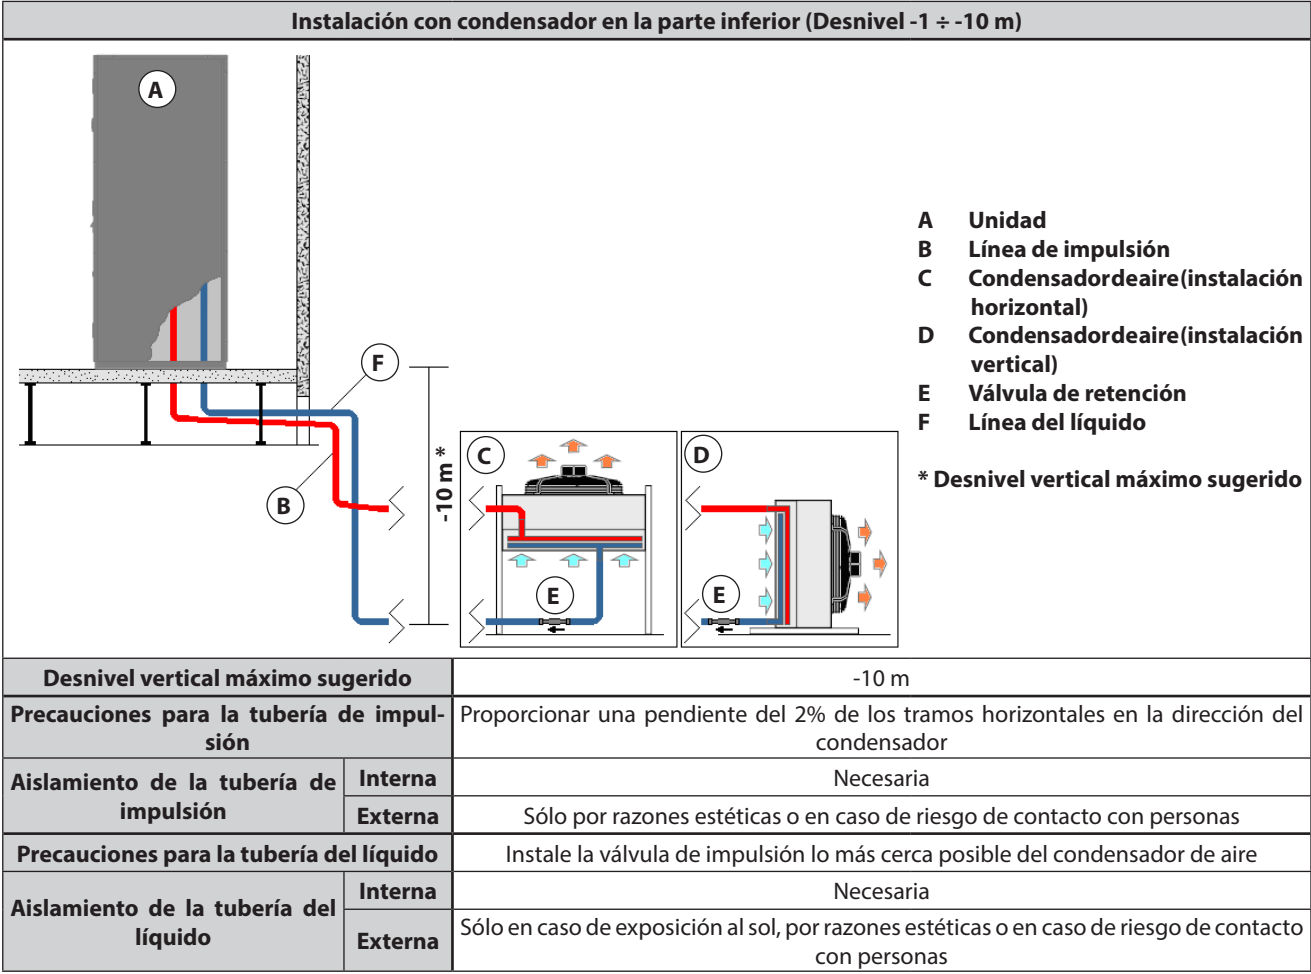 Instalación con condensador en la parte inferior (Desnivel -1 ÷ -10 m)
A
F
B
-10 m *
C
E
D
E
A Unidad
B Línea de impulsión
C Condensador de aire (instalación
horizontal)
D Condensador de aire (instalación
vertical)
E Válvula de retención
F Línea del líquido
* Desnivel vertical máximo sugerido
Desnivel vertical máximo sugerido
-10 m
Precauciones para la tubería de impul-
sión
Proporcionar una pendiente del 2% de los tramos horizontales en la dirección del
condensador
Aislamiento de la tubería de
impulsión
Interna
Necesaria
Externa
Sólo por razones estéticas o en caso de riesgo de contacto con personas
Precauciones para la tubería del líquido
Instale la válvula de impulsión lo más cerca posible del condensador de aire
Aislamiento de la tubería del
líquido
Interna
Necesaria
Externa
Sólo en caso de exposición al sol, por razones estéticas o en caso de riesgo de contacto
con personas